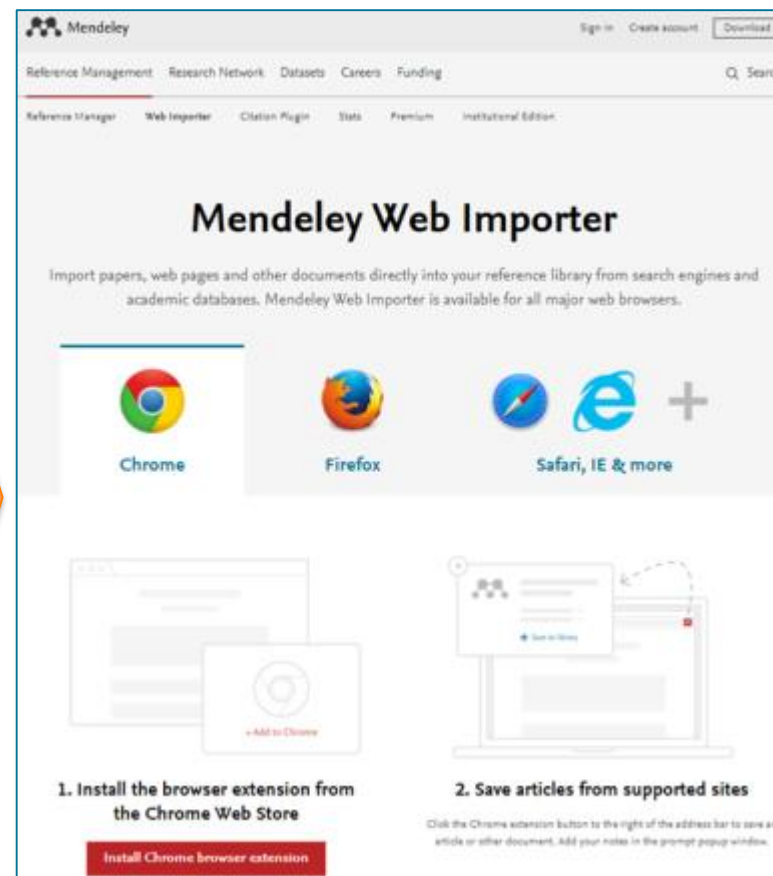 Mendeley
Sign in Create account Download
Reference Management Research Network Datasets Careers Funding
Sear
Reference Manager Web Importer Citation Plugin Stats Premium Institutional Edition
Mendeley Web Importer
Import papers, web pages and other documents directly into your reference library from search engines and
academic databases. Mendeley Web Importer is available for all major web browsers.
Chrome
Firefox
Safari, IE & more
+ Add to Chrome
Save to library
1. Install the browser extension from
the Chrome Web Store
Install Chrome browser extension
2. Save articles from supported sites
Click the Chrome extension button to the right of the address bar to save an
article or other document. Add your notes in the prompt popup window.